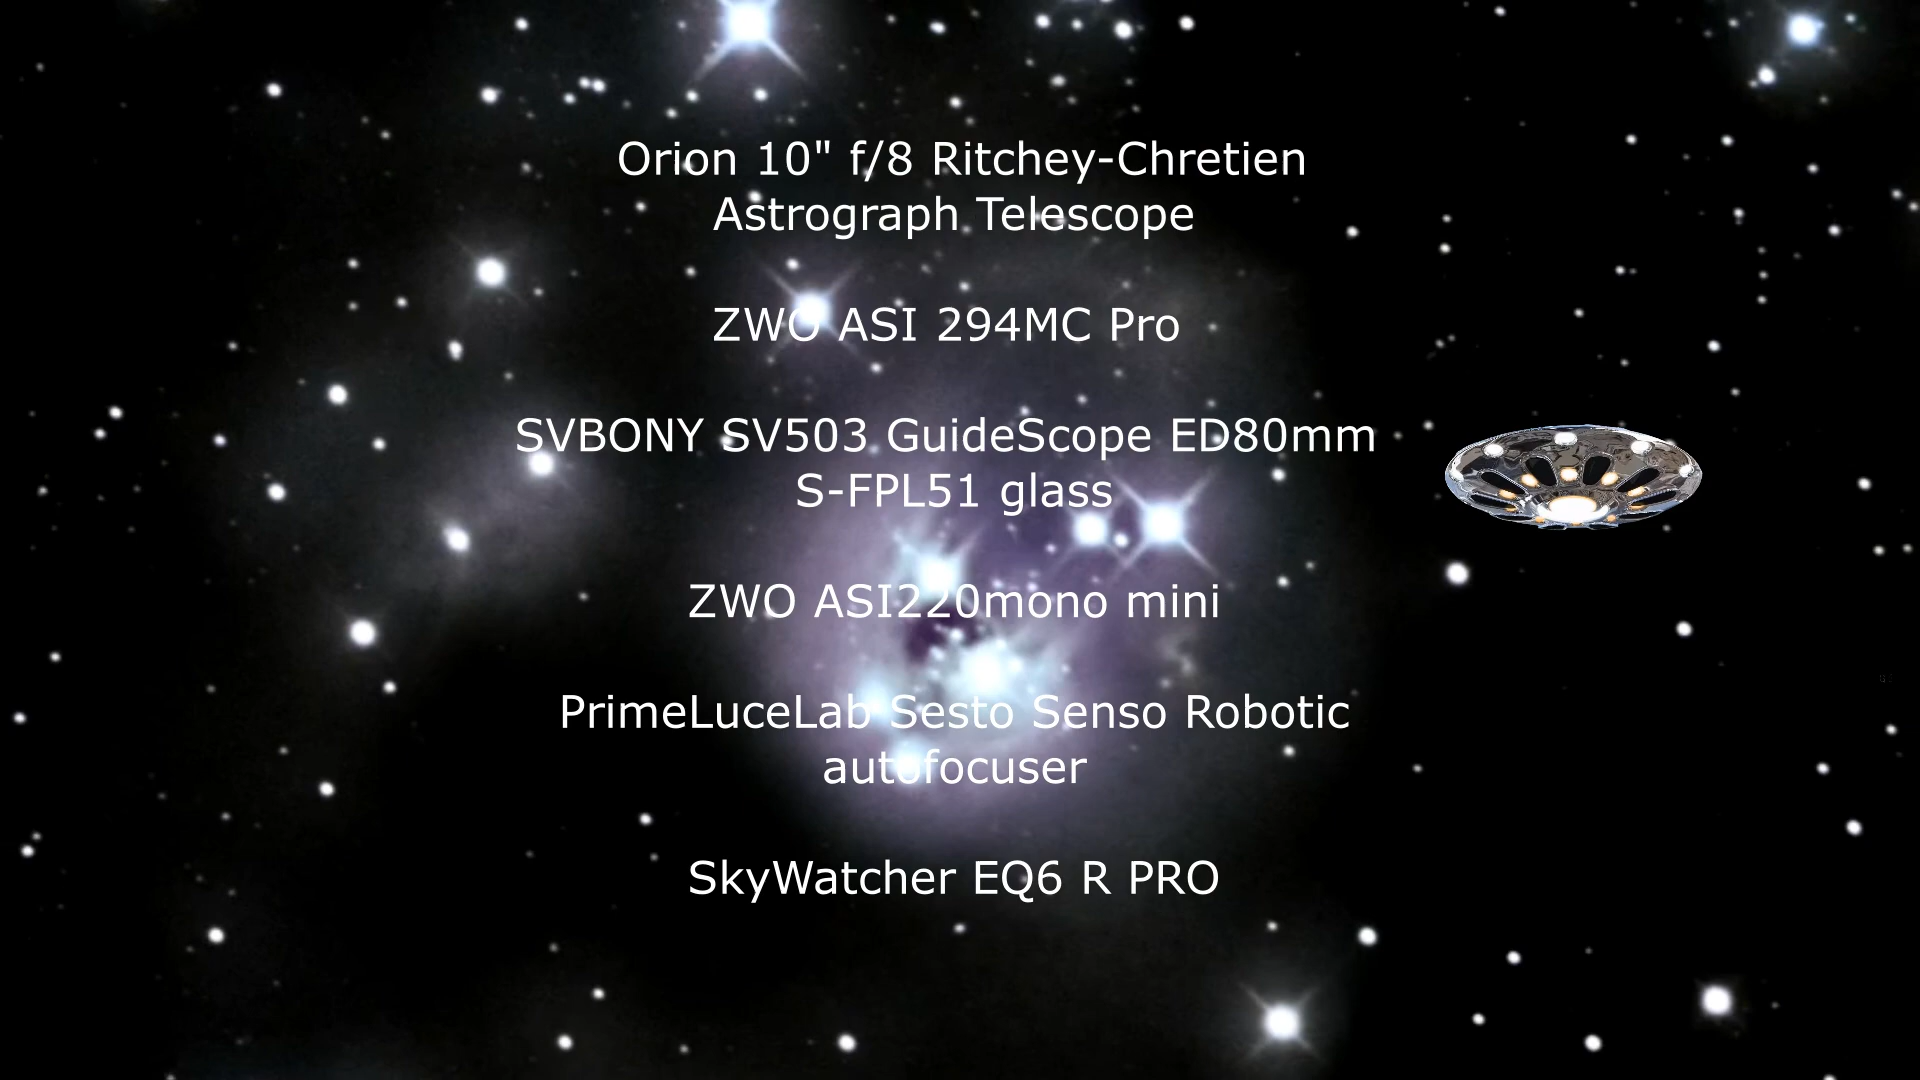 Orion 10" f/8 Ritchey-Chretien
Astrograph Telescope
ZWO ASI 294MC Pro
SVBONY SV503 GuideScope ED80mm
S-FPL51 glass
ZWO ASI220mono mini
PrimeLuceLab Sesto Senso Robotic
autofocuser
SkyWatcher EQ6 R PRO